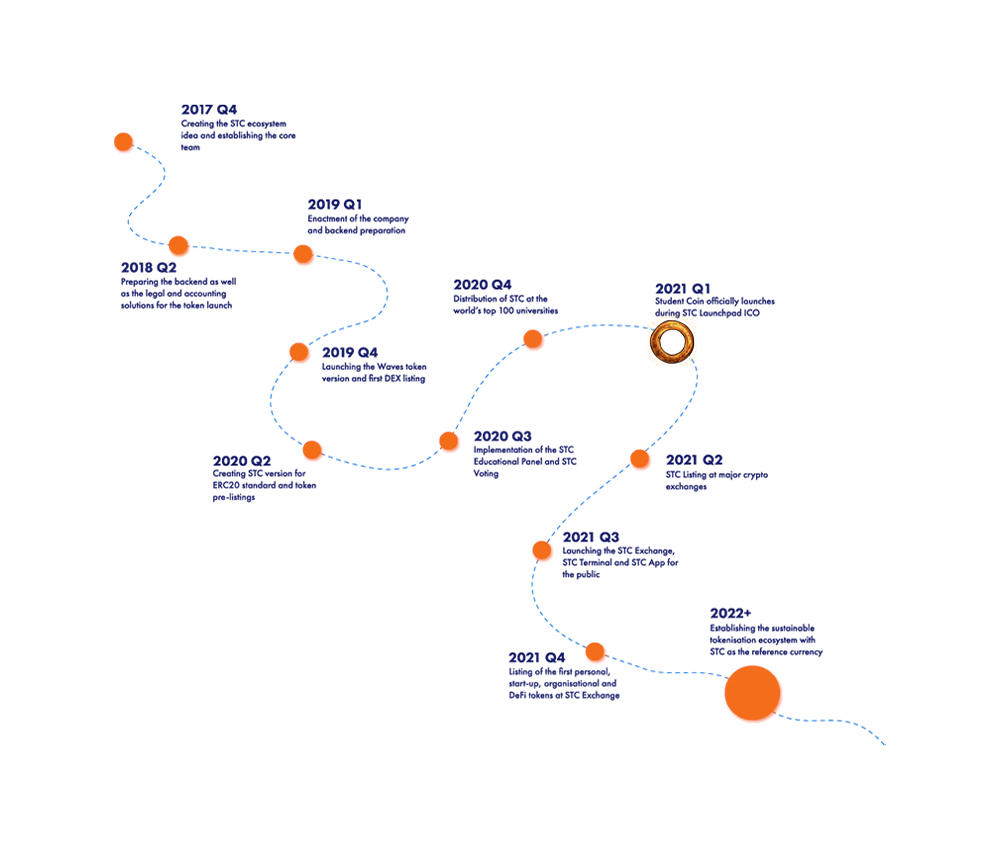 2017 Q4
Creating the STC ecosystem
idea and establishing the core
team
2019 Q1
Enactment of the company
and backend preparation
2018 Q2
Preparing the backend as well
as the legal and accounting
solutions for the token launch
2020 Q4
Distribution of STC at the
world's top 100 universities
2021 Q1
Student Coin officially launches
during STC Launchpad ICO
2019 Q4
Launching the Waves token
version and first DEX listing
2020 Q3
Implementation of the STC
Educational Panel and STC
Voting
2020 Q2
Creating STC version for
ERC20 standard and token
pre-listings
2021 Q2
STC Listing at major crypto
exchanges
2021 Q3
Launching the STC Exchange,
STC Terminal and STC App for
the public
2022+
Establishing the sustainable
tokenisation ecosystem with
STC as the reference currency
2021 Q4
Listing of the first personal,
start-up, organisational and
DeFi tokens at STC Exchange